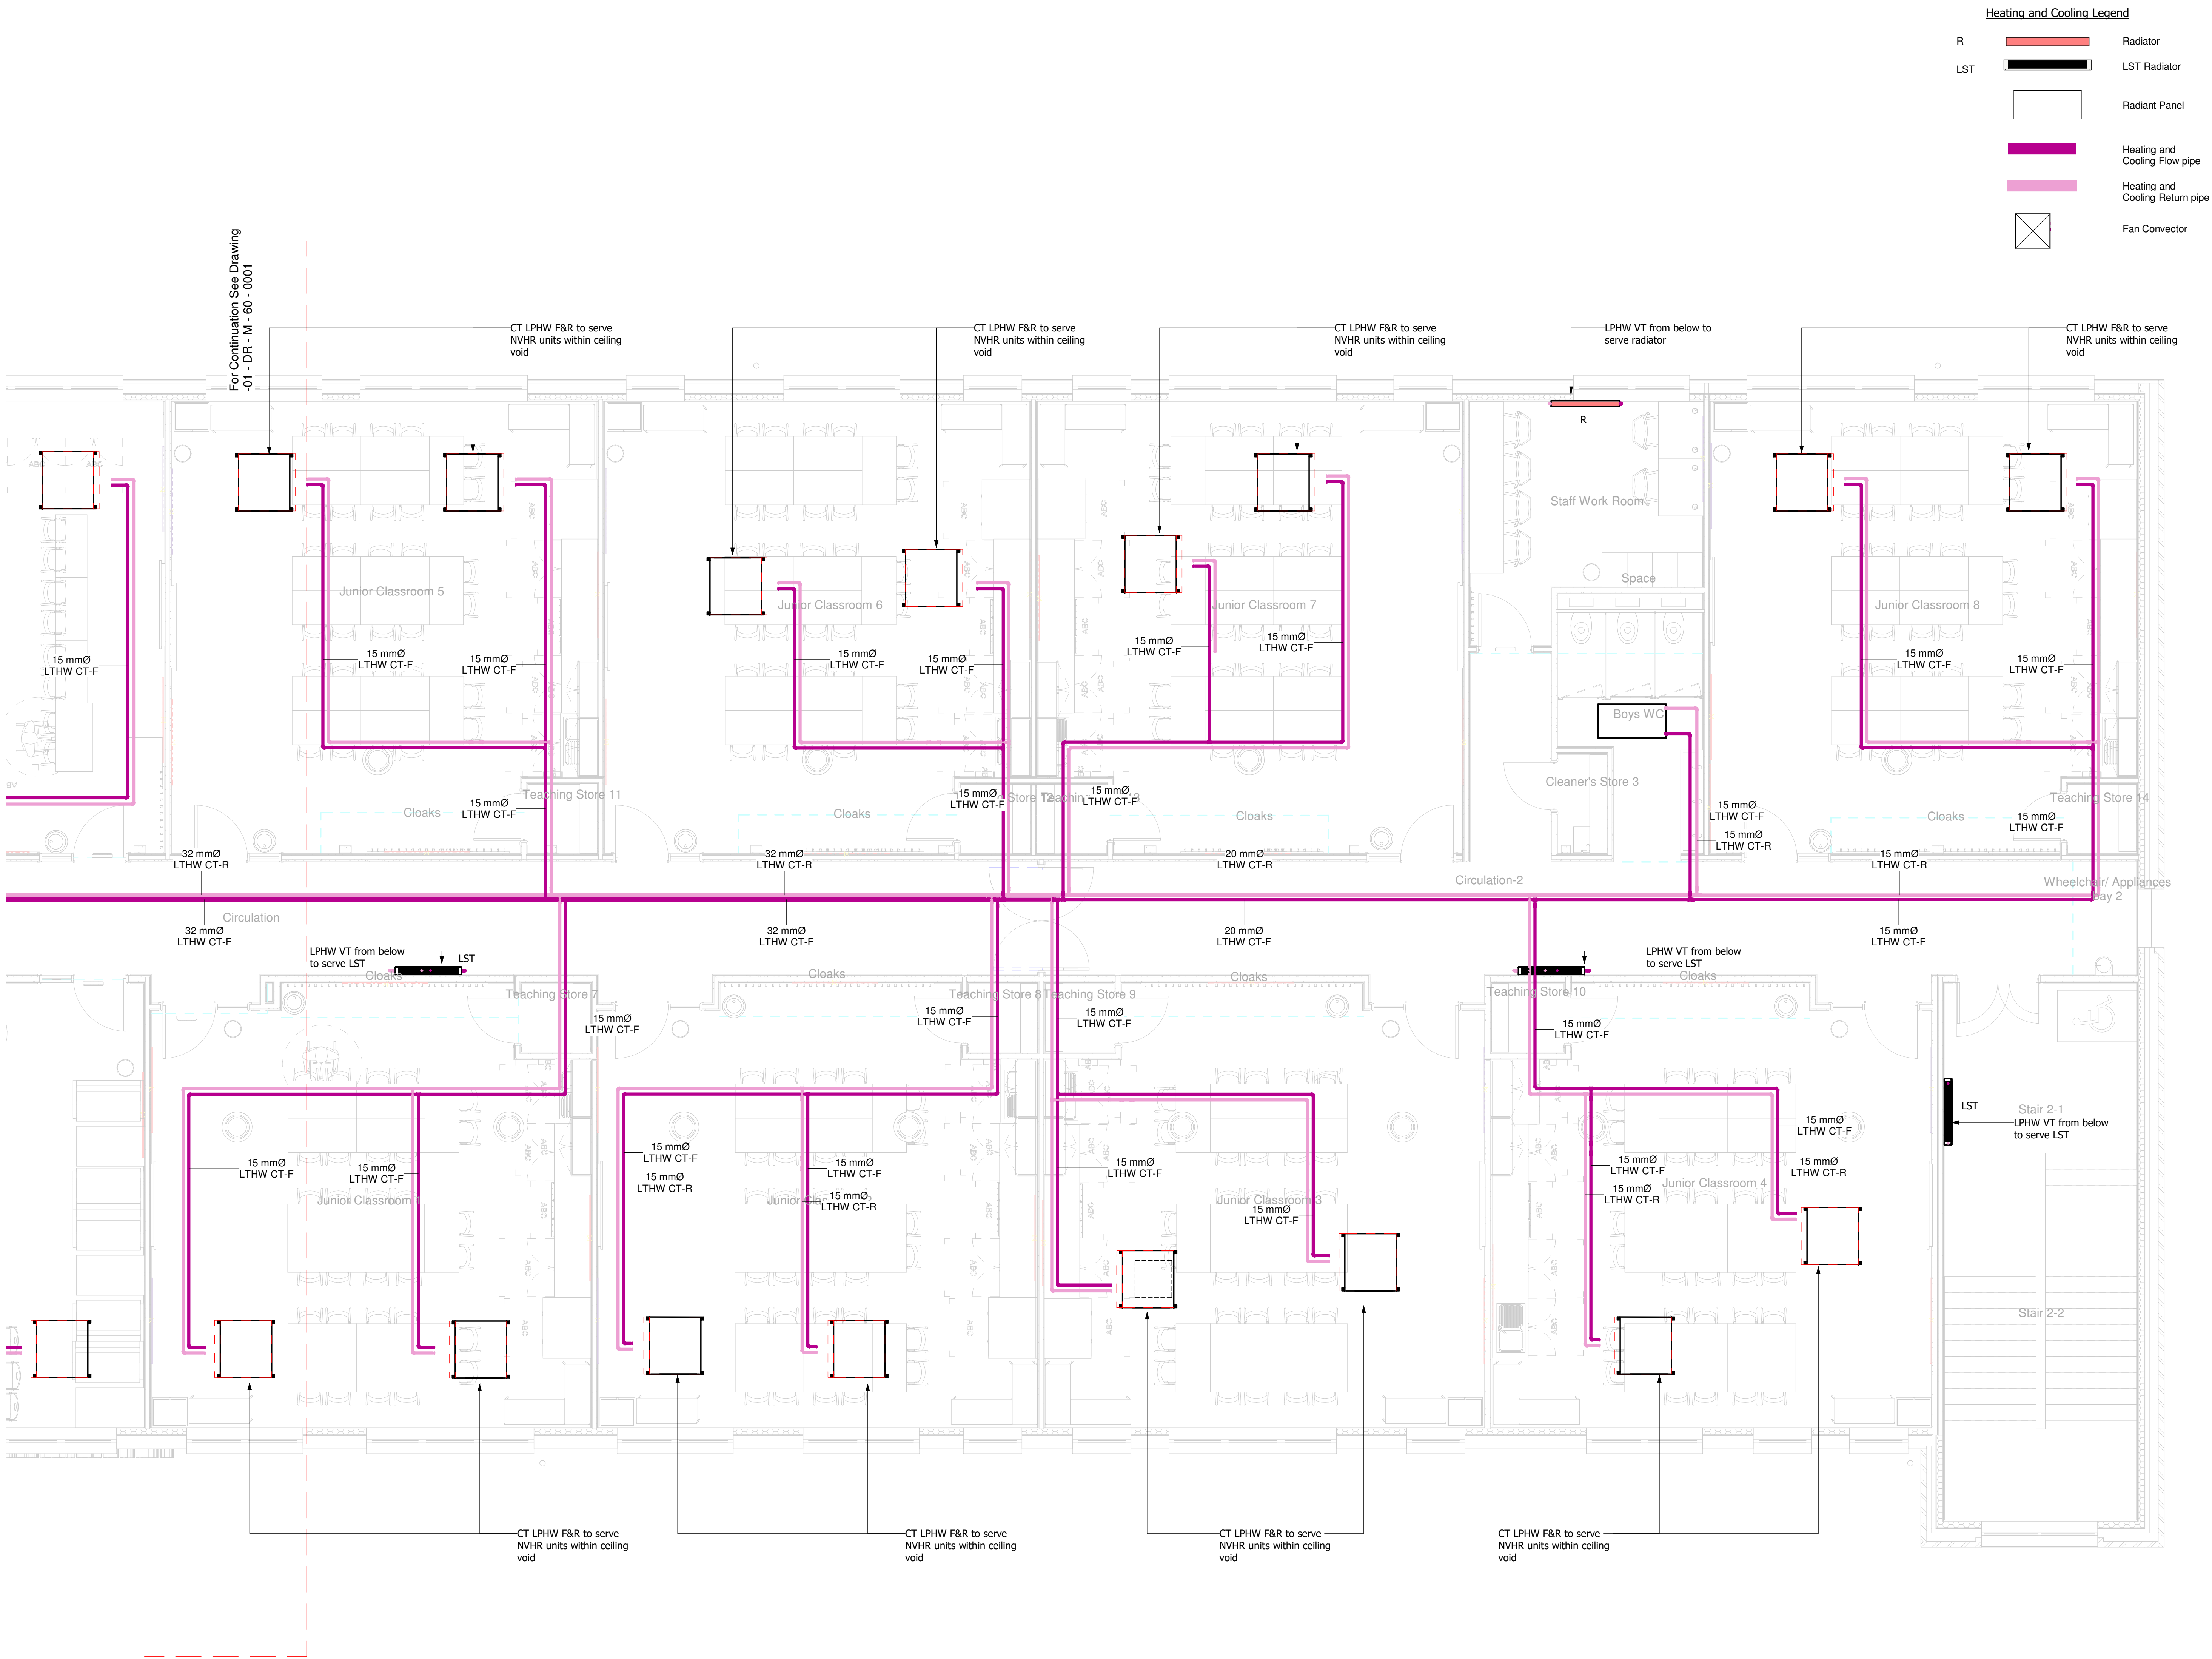 Heating and Cooling Legend
R
Radiator
LST
LST Radiator
Radiant Panel
Heating and
Cooling Flow pipe
Heating and
Cooling Return pipe
Fan Convector
For Continuation See Drawing
-01 - DR - M - 60 - 0001
CT LPHW F&R to serve
NVHR units within ceiling
void
CT LPHW F&R to serve
NVHR units within ceiling
void
CT LPHW F&R to serve
NVHR units within ceiling
void
LPHW VT from below to
serve radiator
CT LPHW F&R to serve
NVHR units within ceiling
void
R
Staff Work Room
Space
Junior Classroom 5
Junior Classroom 6
Junior Classroom 7
Junior Classroom 8
15 mmØ
LTHW CT-F
15 mmØ
LTHW CT-F
15 mmØ
LTHW CT-F
15 mmØ
LTHW CT-F
15 mmØ
LTHW CT-F
15 mmØ
LTHW CT-F
15 mmØ
LTHW CT-F
15 mmØ
LTHW CT-F
15 mmØ
LTHW CT-F
Boys WC
Cleaner's Store 3
Teaching Store 11
Teaching Store 14
15 mmØ
LTHW CT-F
15 mmØ
LTHW CT-F
15 mmØ
LTHW CT-F
15 mmØ
LTHW CT-F
15 mmØ
LTHW CT-R
15 mmØ
LTHW CT-F
Cloaks
Cloaks
Cloaks
Cloaks
32 mmØ
LTHW CT-R
32 mmØ
LTHW CT-R
20 mmØ
LTHW CT-R
15 mmØ
LTHW CT-R
Circulation-2
Wheelchair/ Appliances
Bay 2
Circulation
32 mmØ
LTHW CT-F
32 mmØ
LTHW CT-F
20 mmØ
LTHW CT-F
15 mmØ
LTHW CT-F
LPHW VT from below
to serve LST
LST
LPHW VT from below
to serve LST
Cloaks
Cloaks
Cloaks
Cloaks
Teaching Store 7
Teaching Store 8
Teaching Store 9
Teaching Store 10
15 mmØ
LTHW CT-F
15 mmØ
LTHW CT-F
15 mmØ
LTHW CT-F
15 mmØ
LTHW CT-F
LST
Stair 2-1
LPHW VT from below
to serve LST
15 mmØ
LTHW CT-F
15 mmØ
LTHW CT-F
15 mmØ
LTHW CT-F
15 mmØ
LTHW CT-R
15 mmØ
LTHW CT-F
15 mmØ
LTHW CT-R
15 mmØ
LTHW CT-F
15 mmØ
LTHW CT-F
15 mmØ
LTHW CT-F
15 mmØ
LTHW CT-R
15 mmØ
LTHW CT-F
15 mmØ
LTHW CT-R
Junior Classroom 1
Junior Classroom 2
Junior Classroom 3
Junior Classroom 4
Stair 2-2
CT LPHW F&R to serve
NVHR units within ceiling
void
CT LPHW F&R to serve
NVHR units within ceiling
void
CT LPHW F&R to serve
NVHR units within ceiling
void
CT LPHW F&R to serve
NVHR units within ceiling
void